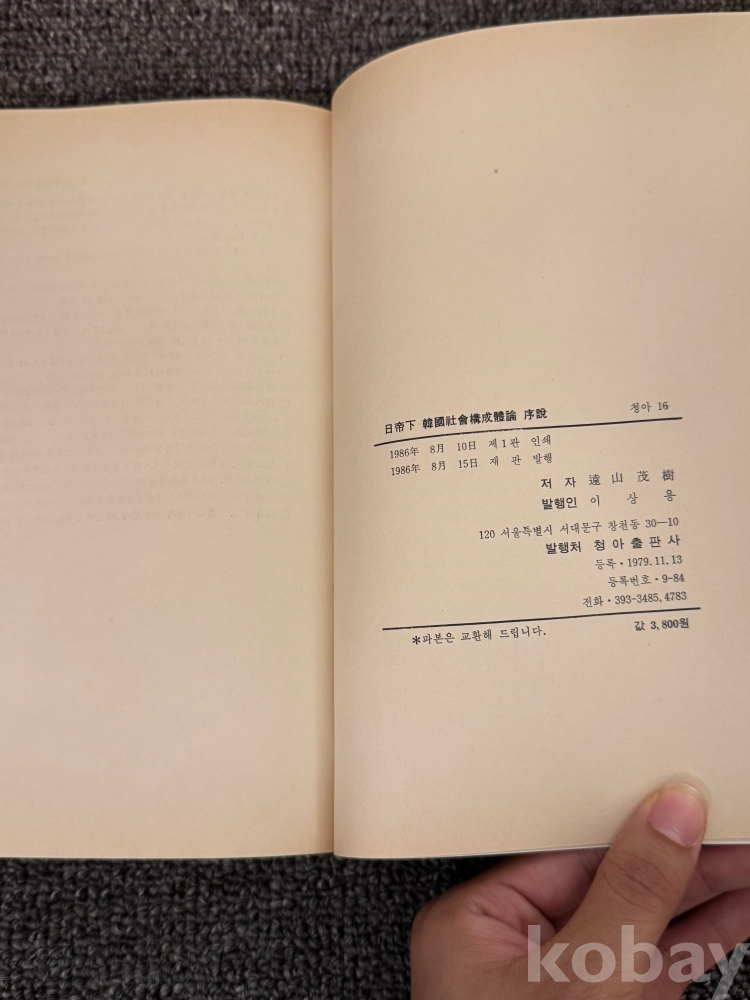 日帝下 韓國社會構成體論 序說 청아 16
1986年 8月 10日 제1판 인쇄
1986年 8月 15日 재판 발행
저자 遠山茂樹
발행인 이상용
120 서울특별시 서대문구 창천동 30—10
발행처 청아출판사
등록·1979.11.13
등록번호·9-84
전화·393-3485, 4783
*파본은 교환해 드립니다. 값 3,800원
kobay